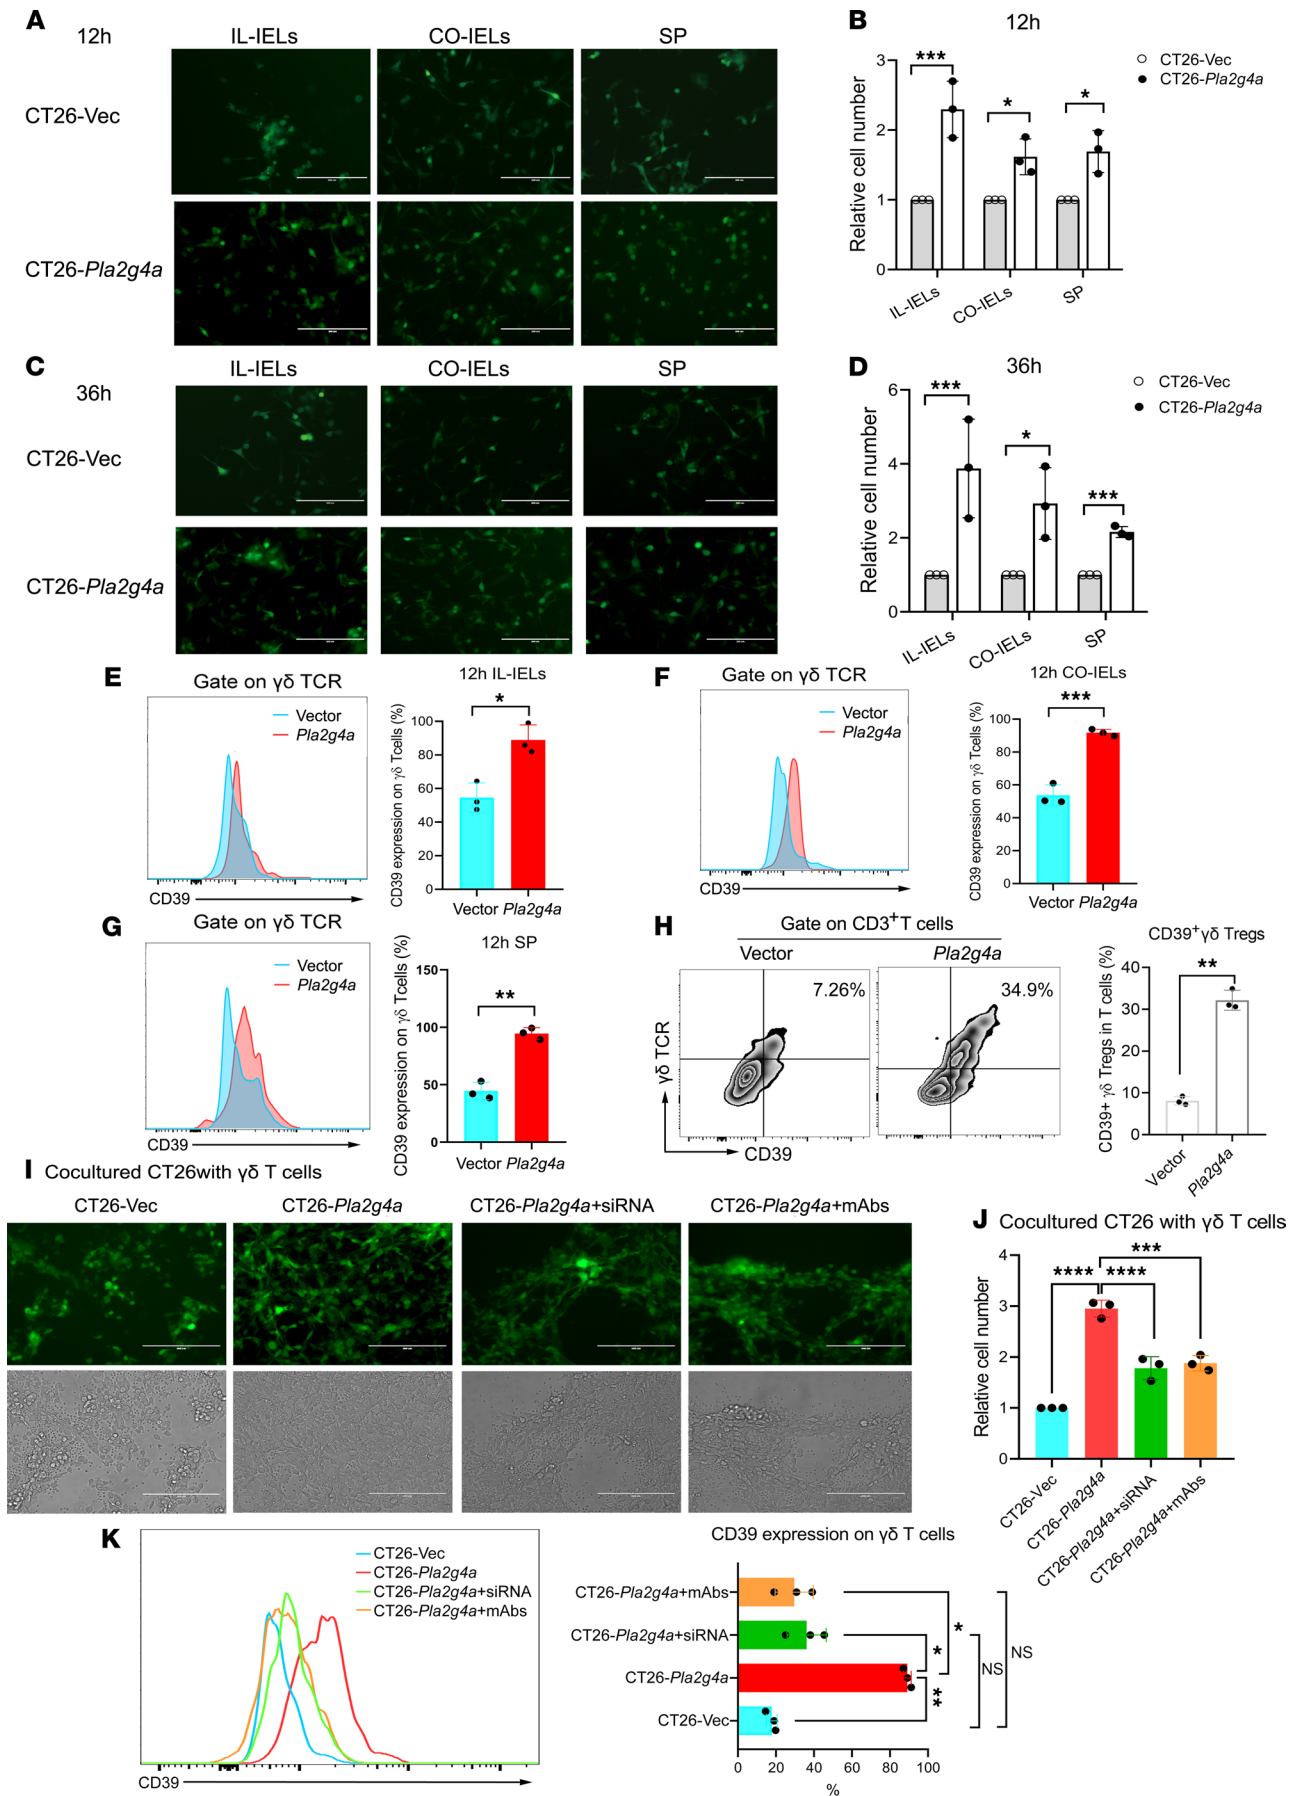 A
12h
IL-IELs
CO-IELs
SP
CT26-Vec
CT26-Pla2g4a
B
12h
CT26-Vec
CT26-Pla2g4a
Relative cell number
3
2
1
0
***
*
*
IL-IELs
CO-IELs
SP
C
36h
IL-IELs
CO-IELs
SP
CT26-Vec
CT26-Pla2g4a
D
36h
CT26-Vec
CT26-Pla2g4a
Relative cell number
6
4
2
0
***
*
***
IL-IELs
CO-IELs
SP
E
Gate on γδ TCR
Vector
Pla2g4a
CD39
12h IL-IELs
*
CD39 expression on γδ Tcells (%)
100
80
60
40
20
0
Vector Pla2g4a
F
Gate on γδ TCR
Vector
Pla2g4a
CD39
12h CO-IELs
***
CD39 expression on γδ Tcells (%)
100
80
60
40
20
0
Vector Pla2g4a
G
Gate on γδ TCR
Vector
Pla2g4a
CD39
12h SP
**
CD39 expression on γδ Tcells (%)
150
100
50
0
Vector Pla2g4a
H
Gate on CD3+T cells
Vector
Pla2g4a
7.26%
34.9%
γδ TCR
CD39
CD39+γδ Tregs
**
CD39+ γδ Tregs in T cells (%)
40
30
20
10
0
Vector
Pla2g4a
I
Cocultured CT26with γδ T cells
CT26-Vec
CT26-Pla2g4a
CT26-Pla2g4a+siRNA
CT26-Pla2g4a+mAbs
J
Cocultured CT26 with γδ T cells
Relative cell number
4
3
2
1
0
***
**** ****
CT26-Vec
CT26-Pla2g4a
CT26-Pla2g4a+siRNA
CT26-Pla2g4a+mAbs
K
CT26-Vec
CT26-Pla2g4a
CT26-Pla2g4a+siRNA
CT26-Pla2g4a+mAbs
CD39
CD39 expression on γδ T cells
CT26-Pla2g4a+mAbs
CT26-Pla2g4a+siRNA
CT26-Pla2g4a
CT26-Vec
*
*
**
NS
NS
0 20 40 60 80 100
%